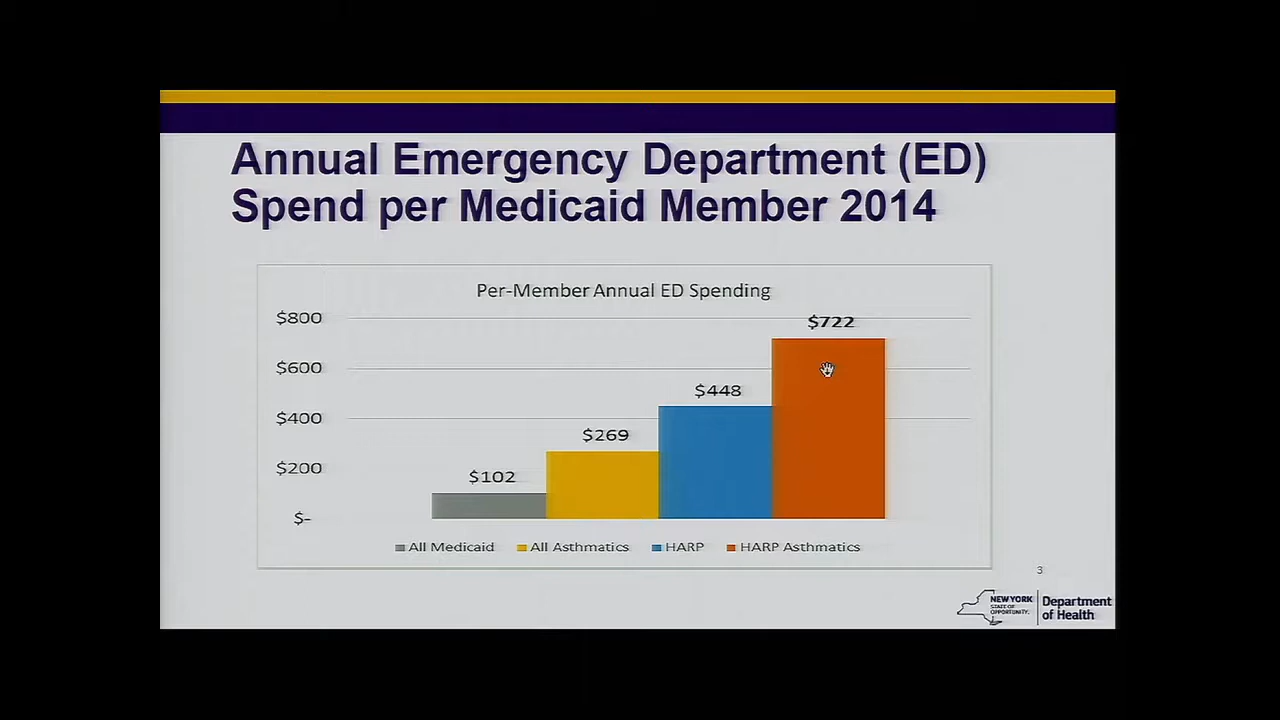 Annual Emergency Department (ED)
Spend per Medicaid Member 2014
Per-Member Annual ED Spending
$800
$722
$600
$448
$400
$269
$200
$102
$-
All Medicaid All Asthmatics HARP HARP Asthmatics
3
NEW YORK
STATE OF
OPPORTUNITY.
Department
of Health